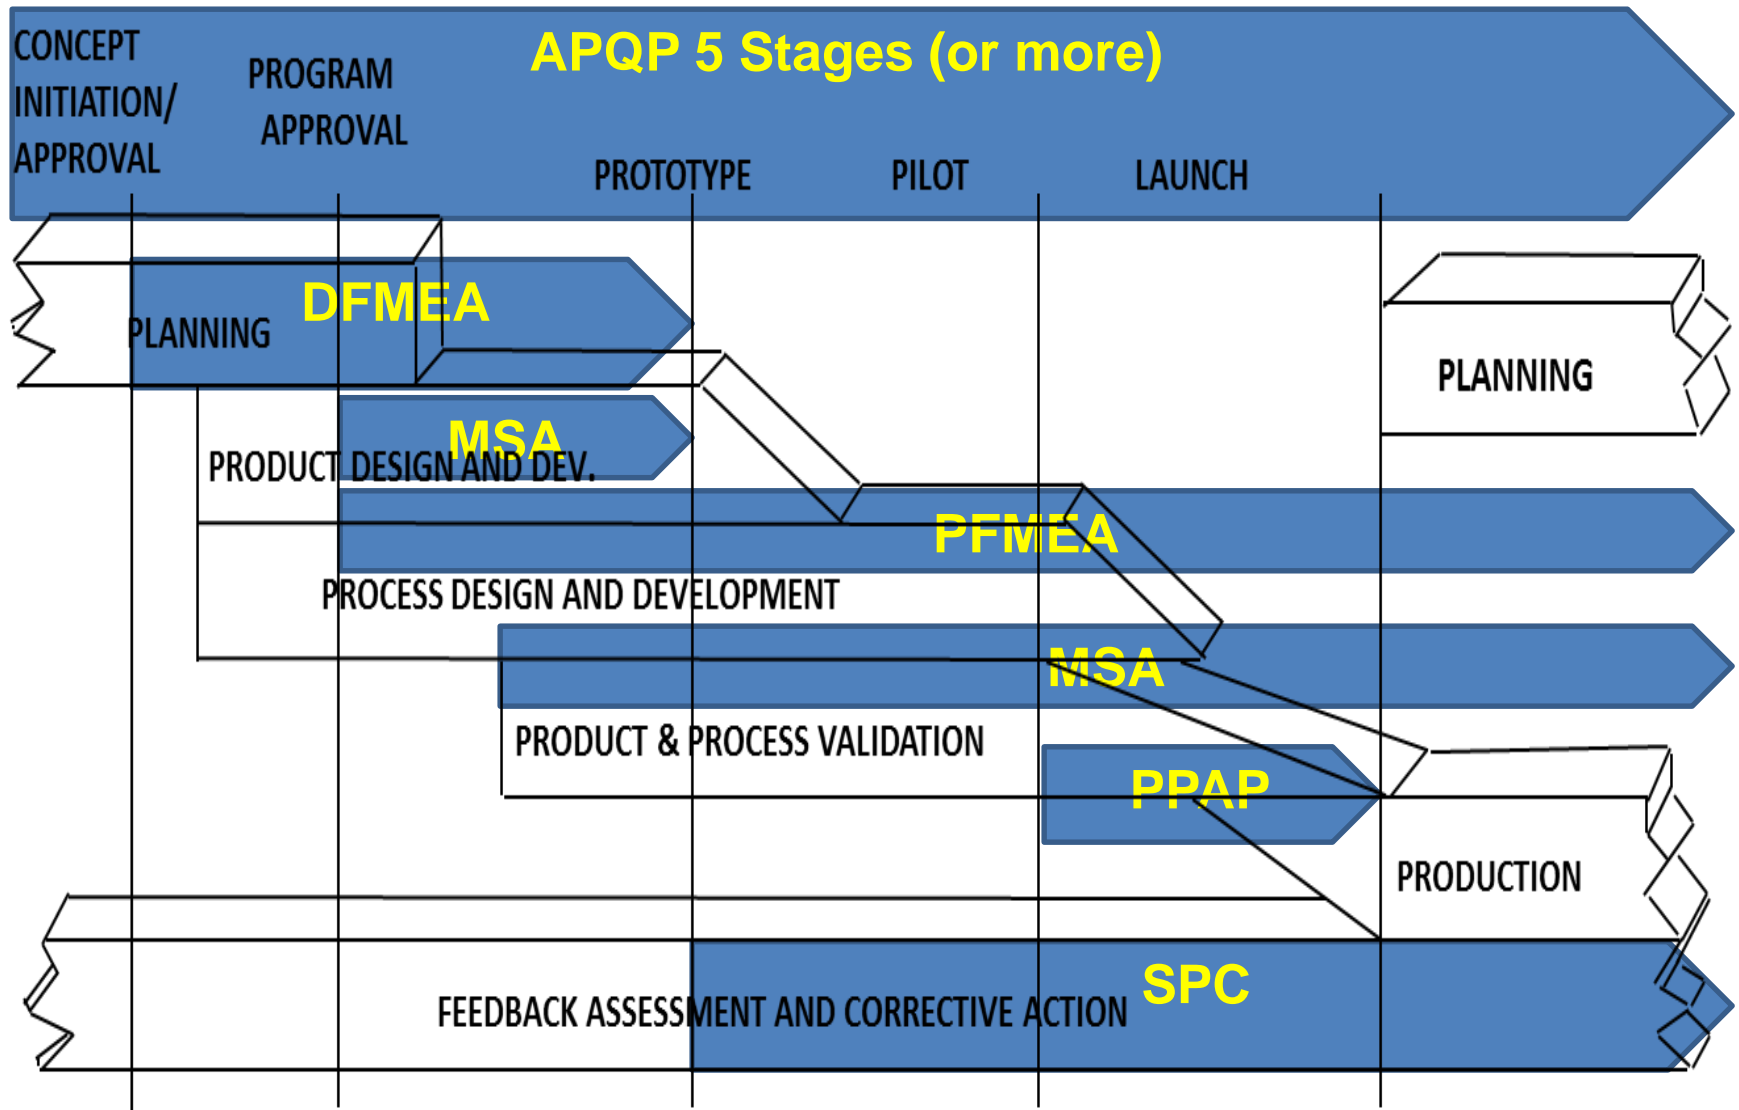 APQP 5 Stages (or more)
CONCEPT
INITIATION/
APPROVAL
PROGRAM
APPROVAL
PROTOTYPE
PILOT
LAUNCH
DFMEA
PLANNING
PLANNING
MSA
PRODUCT DESIGN AND DEV.
PFMEA
PROCESS DESIGN AND DEVELOPMENT
MSA
PRODUCT & PROCESS VALIDATION
PPAP
PRODUCTION
SPC
FEEDBACK ASSESSMENT AND CORRECTIVE ACTION